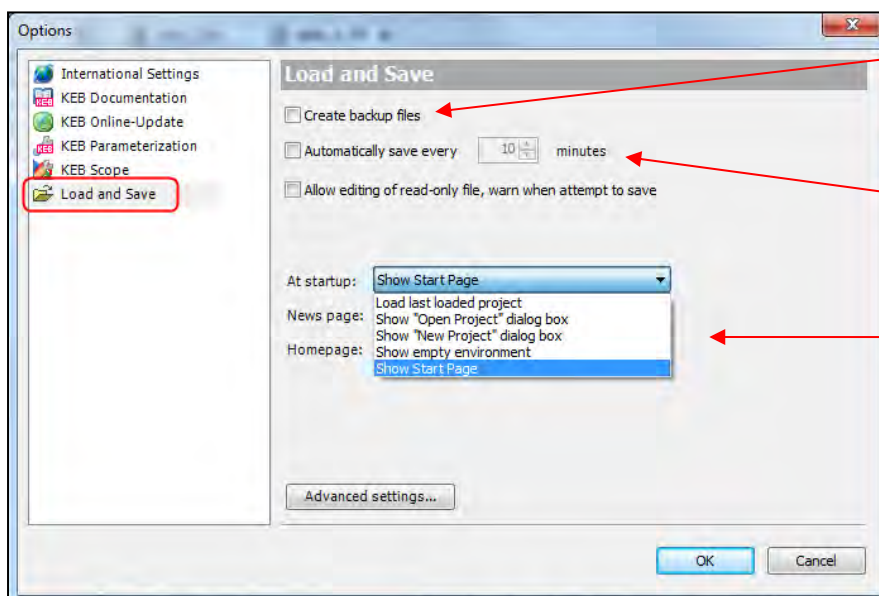 Options
International Settings
KEB Documentation
KEB Online-Update
KEB Parameterization
KEB Scope
Load and Save
Load and Save
Create backup files
Automatically save every 10 minutes
Allow editing of read-only file, warn when attempt to save
At startup: Show Start Page
Load last loaded project
News page: Show "Open Project" dialog box
Show "New Project" dialog box
Homepage: Show empty environment
Show Start Page
Advanced settings...
OK Cancel